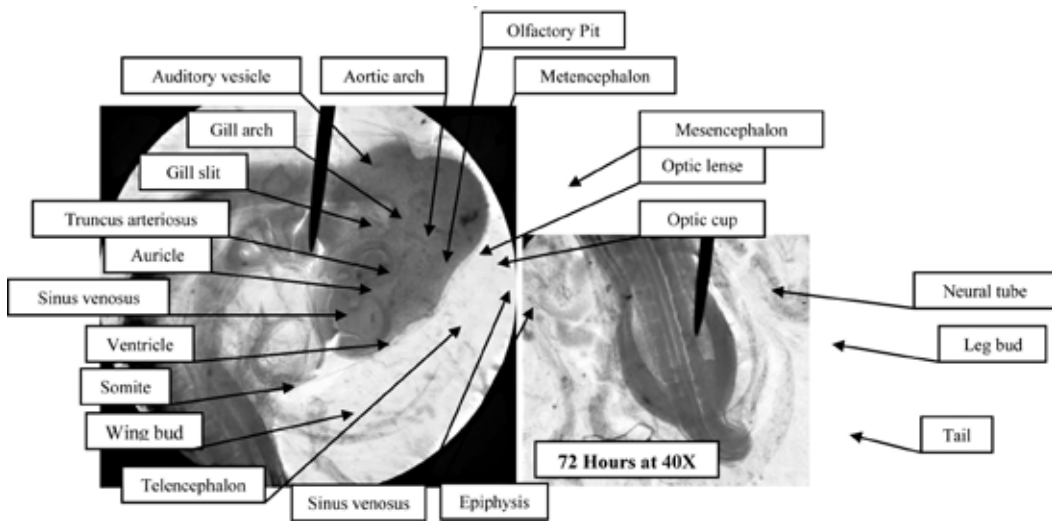 Olfactory Pit
Auditory vesicle
Aortic arch
Metencephalon
Gill arch
Mesencephalon
Optic lense
Gill slit
Truncus arteriosus
Optic cup
Auricle
Sinus venosus
Neural tube
Ventricle
Leg bud
Somite
Wing bud
Tail
72 Hours at 40X
Telencephalon
Sinus venosus
Epiphysis